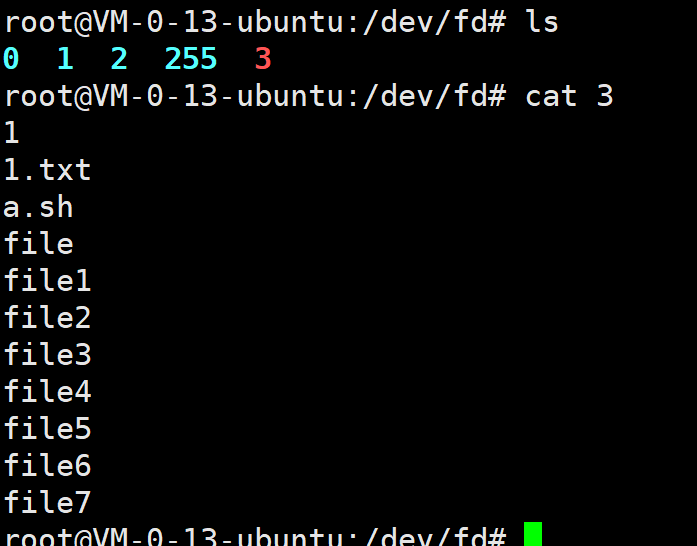 root@VM-0-13-ubuntu:/dev/fd# ls
0  1  2  255  3
root@VM-0-13-ubuntu:/dev/fd# cat 3
1
1.txt
a.sh
file
file1
file2
file3
file4
file5
file6
file7
root@VM-0-13-ubuntu:/dev/fd#